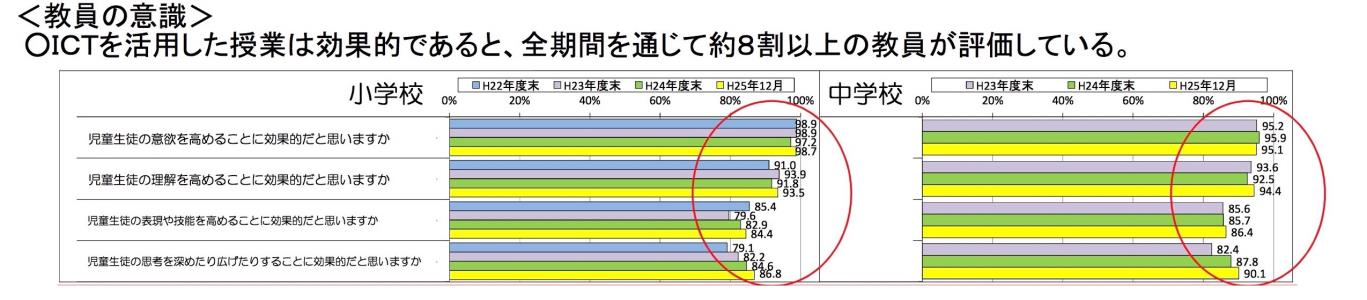 ＜教員の意識＞
〇ICTを活用した授業は効果的であると、全期間を通じて約8割以上の教員が評価している。
小学校
H22年度末 H23年度末 H24年度末 H25年12月
0% 20% 40% 60% 80% 100%
中学校
H23年度末 H24年度末 H25年12月
0% 20% 40% 60% 80% 100%
児童生徒の意欲を高めることに効果的だと思いますか
98.9
98.9
97.2
98.7
95.2
95.9
95.1
児童生徒の理解を高めることに効果的だと思いますか
91.0
93.9
91.8
93.5
93.6
92.5
94.4
児童生徒の表現や技能を高めることに効果的だと思いますか
85.4
79.6
82.9
84.4
85.6
85.7
86.4
児童生徒の思考を深めたり広げたりすることに効果的だと思いますか
79.1
82.2
84.6
86.8
82.4
87.8
90.1